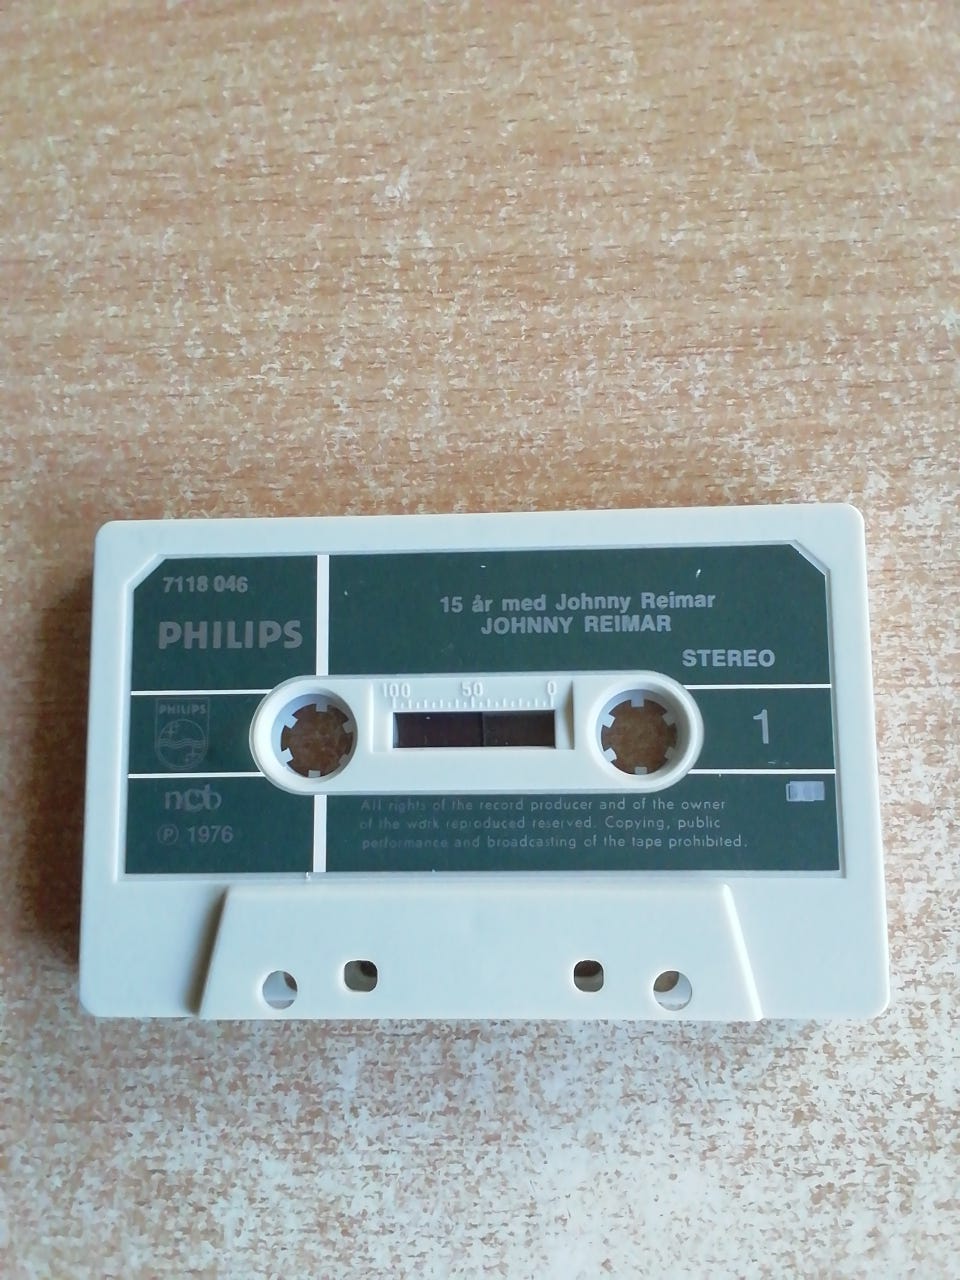 7118 046
PHILIPS
15 år med Johnny Reimar
JOHNNY REIMAR
STEREO
100 50 0
PHILIPS
1
ncb
Ⓟ 1976
All rights of the record producer and of the owner
of the work reproduced reserved. Copying, public
performance and broadcasting of the tape prohibited.